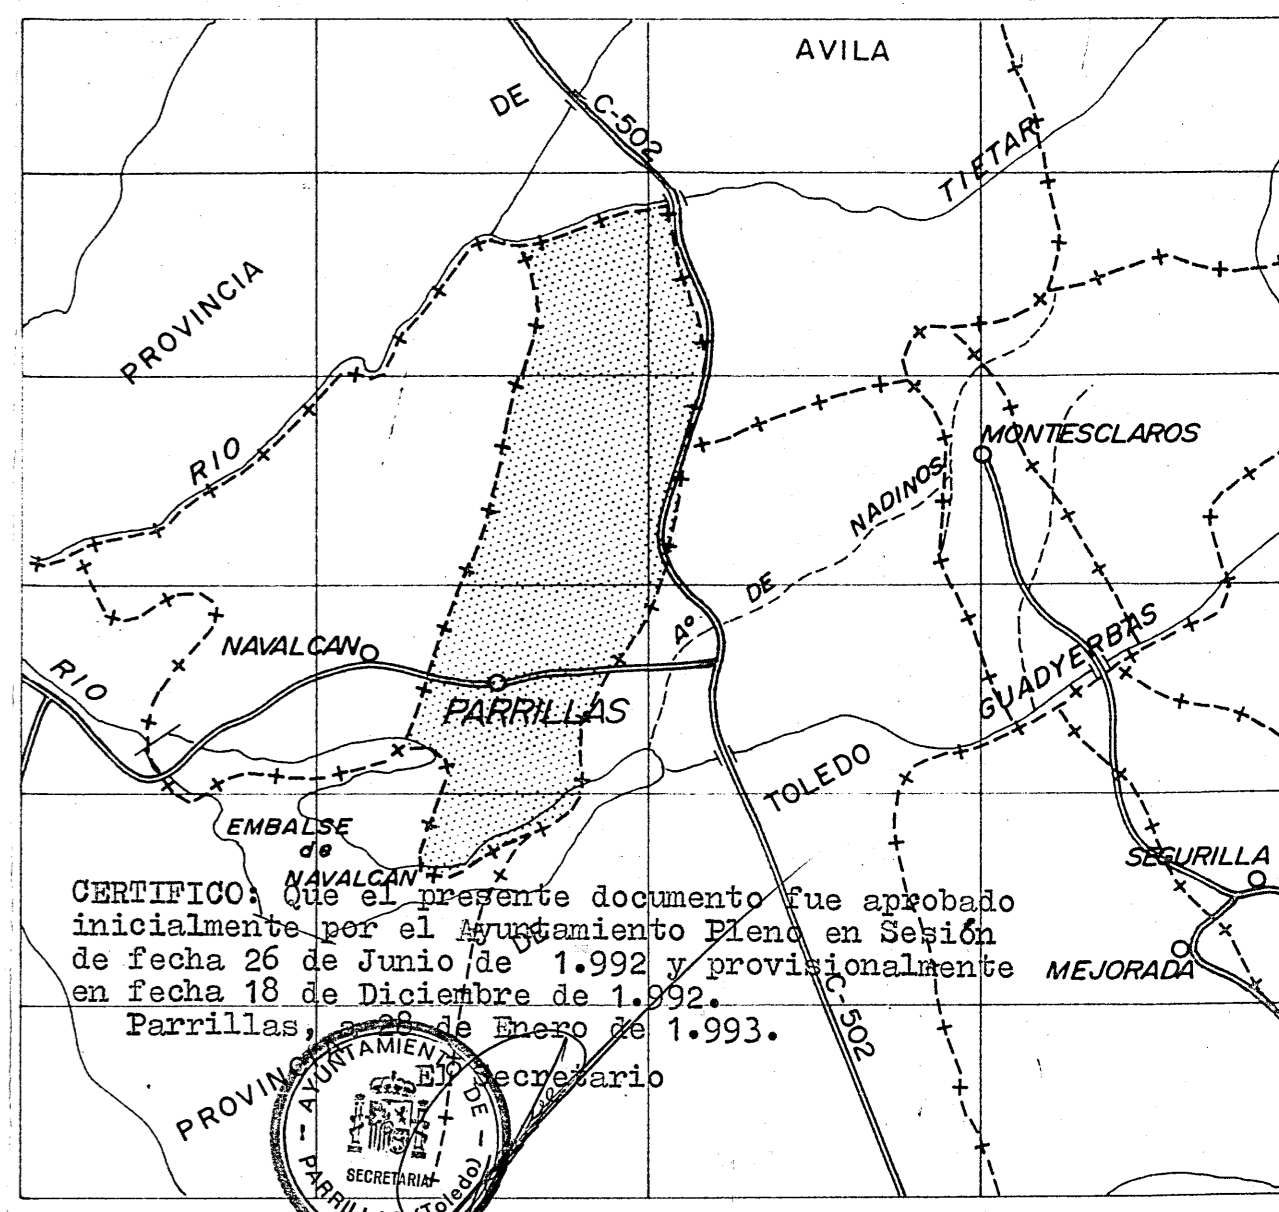 AVILA
DE
C-502
TIETAR
PROVINCIA
RIO
MONTESCLAROS
NADINOS
DE
Aº
NAVALCAN
RIO
PARRILLAS
GUADYERBAS
TOLEDO
EMBALSE
de
NAVALCAN
SEGURILLA
CERTIFICO: Que el presente documento fue aprobado
inicialmente por el Ayuntamiento Pleno en Sesión
DE
de fecha 26 de Junio de 1.992 y provisionalmente
MEJORADA
en fecha 18 de Diciembre de 1.992.
C-502
Parrillas, a 28 de Enero de 1.993.
El Secretario
PROVINCIA
AYUNTAMIENTO DE
SECRETARIA
PARRILLAS (Toledo)